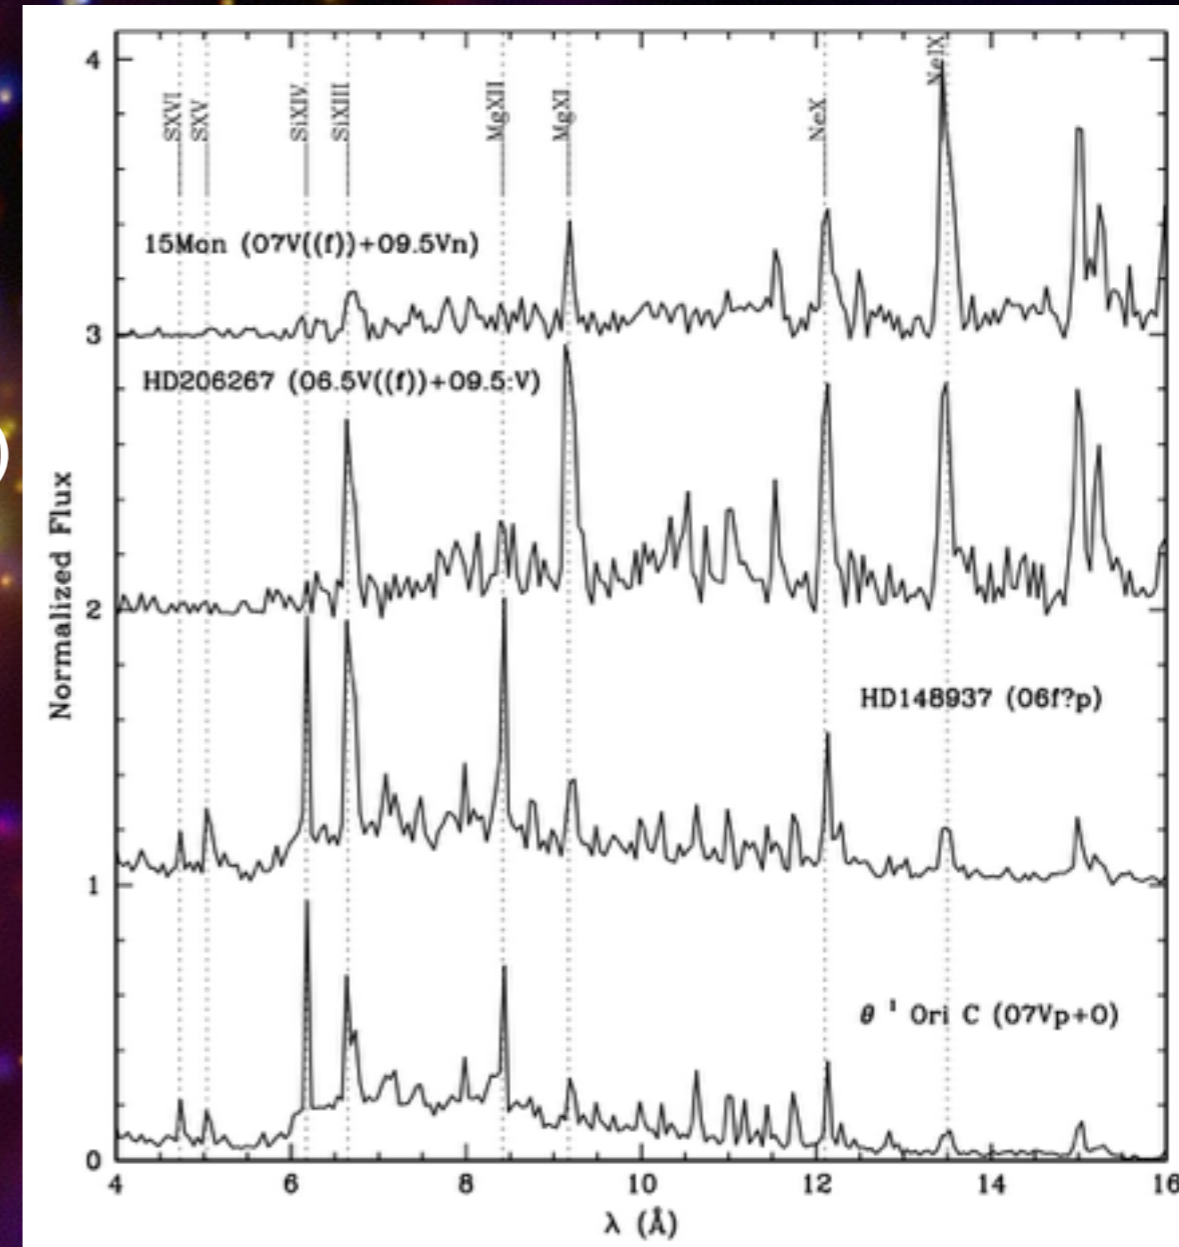 SXVI
SXV
SiXIV
SiXIII
MgXII
MgXI
NeX
NeIX
4
15Mon (O7V((f))+O9.5Vn)
3
HD206267 (O6.5V((f))+O9.5:V)
)
2
HD148937 (O6f?p)
1
θ ¹ Ori C (O7Vp+O)
0
Normalized Flux
4 6 8 10 12 14 16
λ (Å)